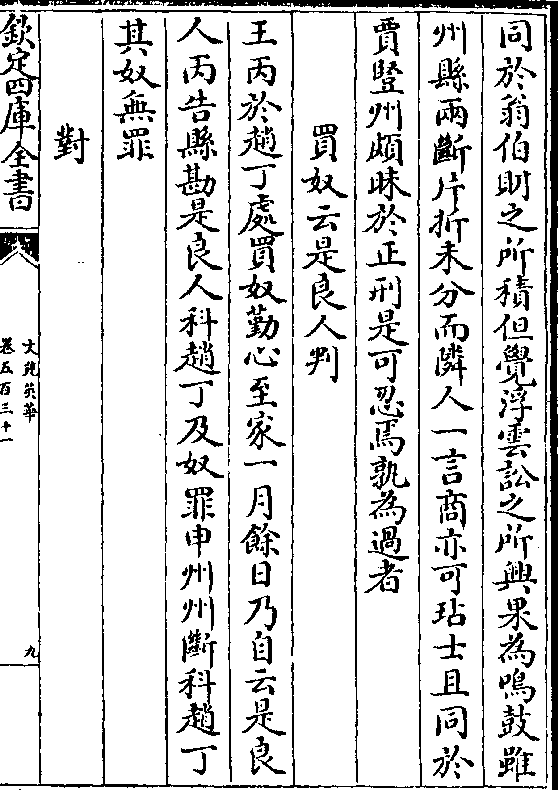 同於翁伯則之所積但覺浮雲訟之所興果為鳴鼓雖
州縣兩斷片折未分而隣人一言商亦可玷士且同於
賈豎州頗昧於正刑是可忍焉孰為過者
買奴云是良人判
王丙於趙丁處買奴勤心至家一月餘日乃自云是良
人丙告縣勘是良人科趙丁及奴罪申州州斷科趙丁
其奴無罪
對
欽定四庫全書
文苑英華
卷五百三十一
九